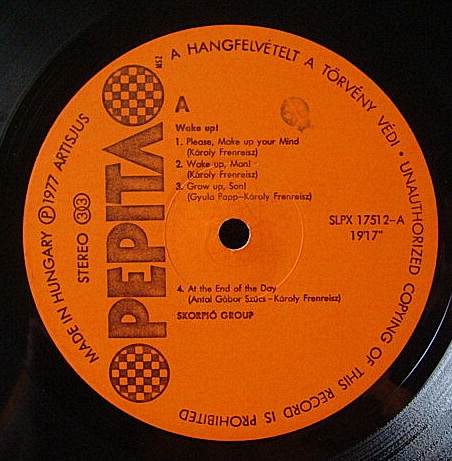 MADE IN HUNGARY Ⓟ 1977 ARTISJUS
A HANGFELVÉTELT A TÖRVÉNY VÉDI • UNAUTHORIZED COPYING OF THIS RECORD IS PROHIBITED
STEREO 33
PEPITA
MSZ
A
Wake up!
1. Please, Make up your Mind
(Károly Frenreisz)
2. Wake up, Man!
(Károly Frenreisz)
3. Grow up, Son!
(Gyula Papp–Károly Frenreisz)
SLPX 17512–A
19'17"
4. At the End of the Day
(Antal Gábor Szűcs–Károly Frenreisz)
SKORPIÓ GROUP